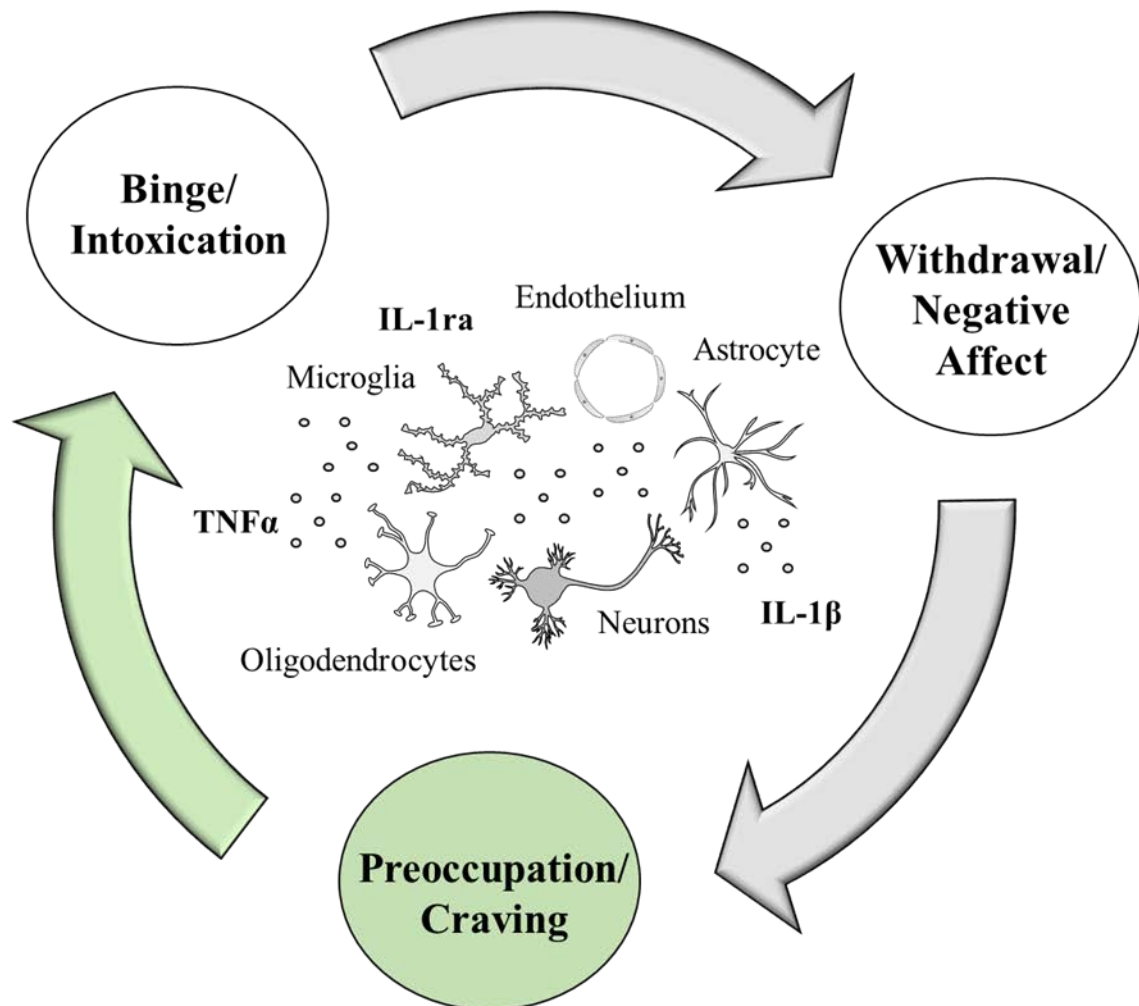 Binge/
Intoxication
Withdrawal/
Negative
Affect
Endothelium
IL-1ra
Astrocyte
Microglia
TNFα
Neurons
IL-1β
Oligodendrocytes
Preoccupation/
Craving